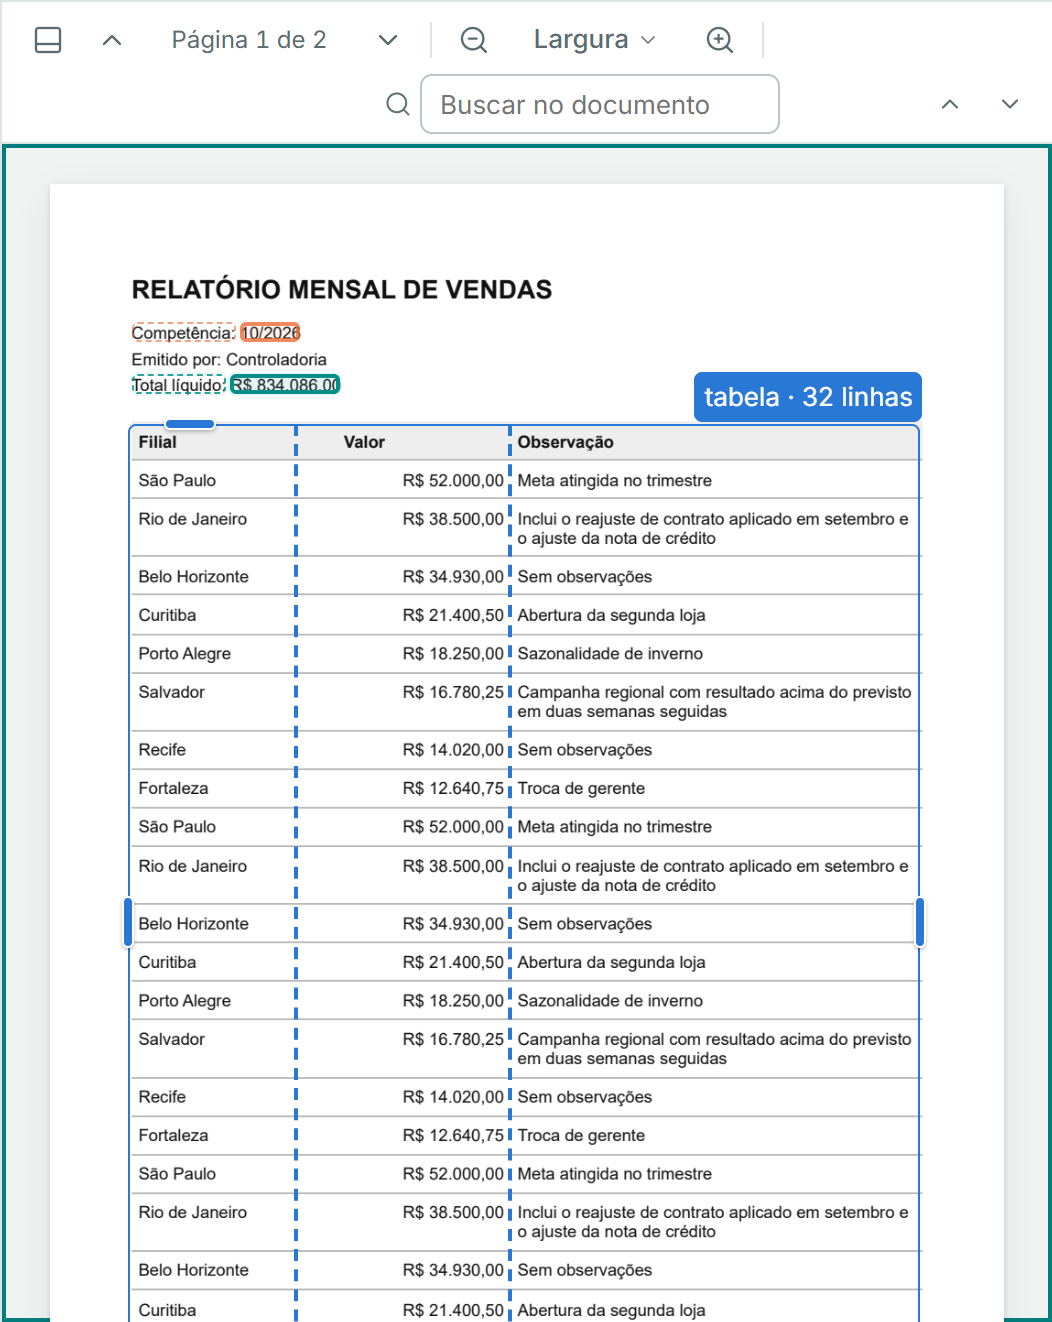 Página 1 de 2
Largura
Buscar no documento
RELATÓRIO MENSAL DE VENDAS
Competência: 10/2026
Emitido por: Controladoria
Total líquido: R$ 834.086,00
tabela · 32 linhas
Filial Valor Observação
São Paulo R$ 52.000,00 Meta atingida no trimestre
Rio de Janeiro R$ 38.500,00 Inclui o reajuste de contrato aplicado em setembro e
o ajuste da nota de crédito
Belo Horizonte R$ 34.930,00 Sem observações
Curitiba R$ 21.400,50 Abertura da segunda loja
Porto Alegre R$ 18.250,00 Sazonalidade de inverno
Salvador R$ 16.780,25 Campanha regional com resultado acima do previsto
em duas semanas seguidas
Recife R$ 14.020,00 Sem observações
Fortaleza R$ 12.640,75 Troca de gerente
São Paulo R$ 52.000,00 Meta atingida no trimestre
Rio de Janeiro R$ 38.500,00 Inclui o reajuste de contrato aplicado em setembro e
o ajuste da nota de crédito
Belo Horizonte R$ 34.930,00 Sem observações
Curitiba R$ 21.400,50 Abertura da segunda loja
Porto Alegre R$ 18.250,00 Sazonalidade de inverno
Salvador R$ 16.780,25 Campanha regional com resultado acima do previsto
em duas semanas seguidas
Recife R$ 14.020,00 Sem observações
Fortaleza R$ 12.640,75 Troca de gerente
São Paulo R$ 52.000,00 Meta atingida no trimestre
Rio de Janeiro R$ 38.500,00 Inclui o reajuste de contrato aplicado em setembro e
o ajuste da nota de crédito
Belo Horizonte R$ 34.930,00 Sem observações
Curitiba R$ 21.400,50 Abertura da segunda loja